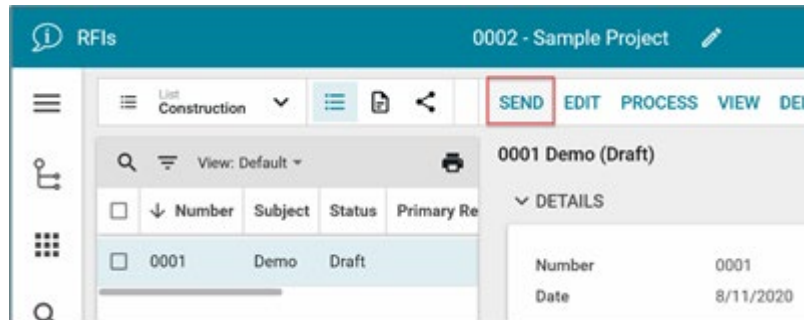 RFIs 0002 - Sample Project
List
Construction
SEND EDIT PROCESS VIEW
View: Default
0001 Demo (Draft)
DETAILS
Number Subject Status Primary
0001 Demo Draft
Number 0001
Date 8/11/2020